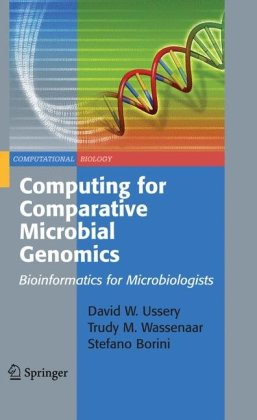 COMPUTATIONAL BIOLOGY
Computing for
Comparative
Microbial
Genomics
Bioinformatics for Microbiologists
David W. Ussery
Trudy M. Wassenaar
Stefano Borini
Springer